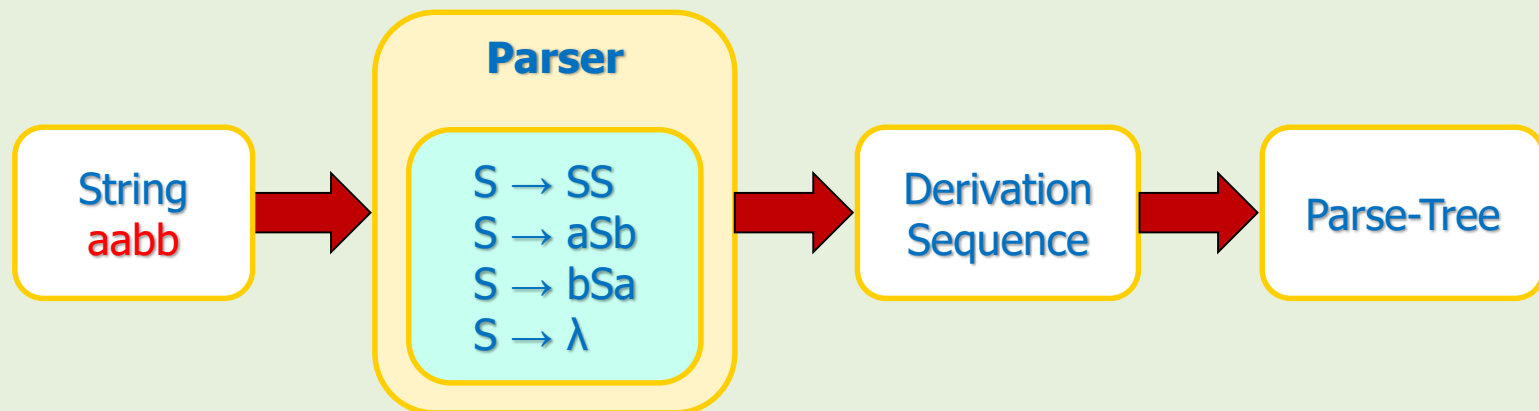 Parser
String
aabb
S → SS
S → aSb
S → bSa
S → λ
Derivation
Sequence
Parse-Tree